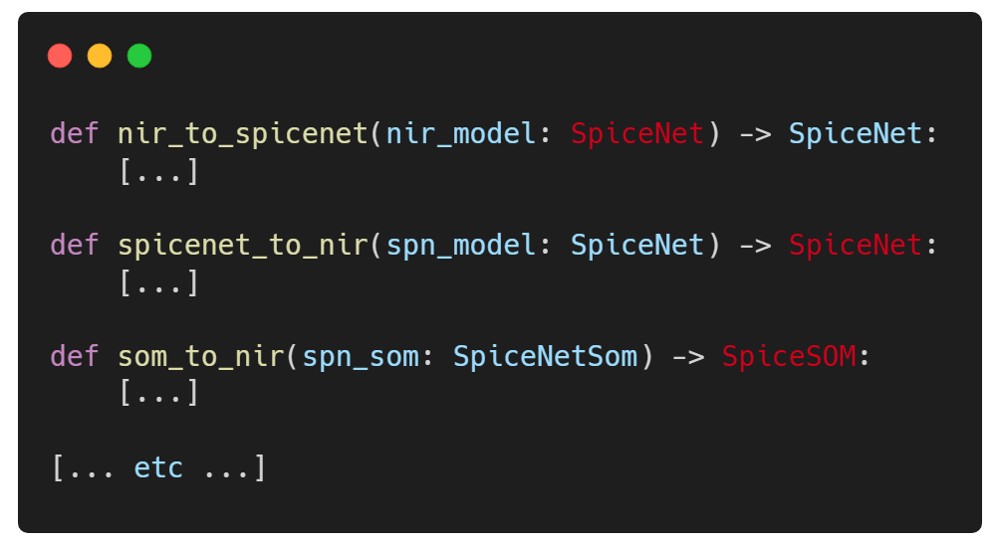 def nir_to_spicenet(nir_model: SpiceNet) -> SpiceNet:
    [...]
def spicenet_to_nir(spn_model: SpiceNet) -> SpiceNet:
    [...]
def som_to_nir(spn_som: SpiceNetSom) -> SpiceSOM:
    [...]
[... etc ...]